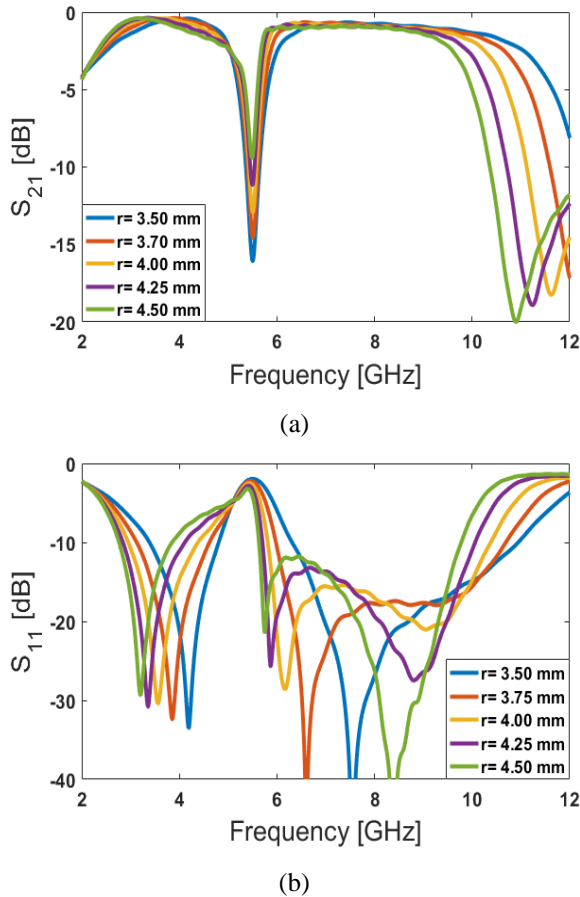 0
-5
-10
-15
-20
S21 [dB]
r= 3.50 mm
r= 3.70 mm
r= 4.00 mm
r= 4.25 mm
r= 4.50 mm
2 4 6 8 10 12
Frequency [GHz]
(a)
0
-10
-20
-30
-40
S11 [dB]
r= 3.50 mm
r= 3.75 mm
r= 4.00 mm
r= 4.25 mm
r= 4.50 mm
2 4 6 8 10 12
Frequency [GHz]
(b)